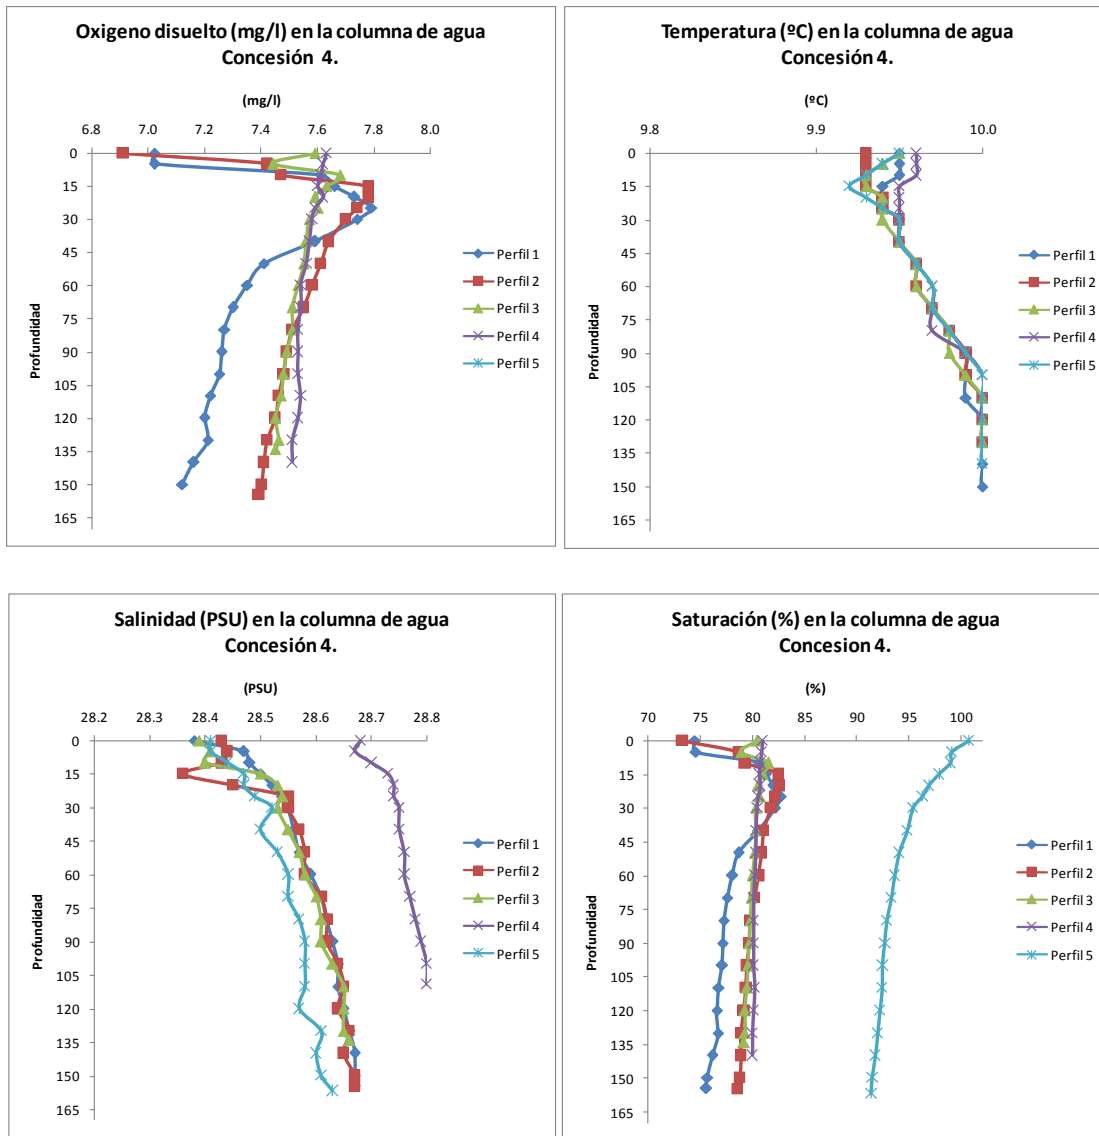 Oxigeno disuelto (mg/l) en la columna de agua
Concesión 4.
(mg/l)
6.8 7.0 7.2 7.4 7.6 7.8 8.0
0
15
30
45
60
75
90
105
120
135
150
165
Profundidad
Perfil 1
Perfil 2
Perfil 3
Perfil 4
Perfil 5
Temperatura (ºC) en la columna de agua
Concesión 4.
(ºC)
9.8 9.9 10.0
0
15
30
45
60
75
90
105
120
135
150
165
Profundidad
Perfil 1
Perfil 2
Perfil 3
Perfil 4
Perfil 5
Salinidad (PSU) en la columna de agua
Concesión 4.
(PSU)
28.2 28.3 28.4 28.5 28.6 28.7 28.8
0
15
30
45
60
75
90
105
120
135
150
165
Profundidad
Perfil 1
Perfil 2
Perfil 3
Perfil 4
Perfil 5
Saturación (%) en la columna de agua
Concesion 4.
(%)
70 75 80 85 90 95 100
0
15
30
45
60
75
90
105
120
135
150
165
Profundidad
Perfil 1
Perfil 2
Perfil 3
Perfil 4
Perfil 5